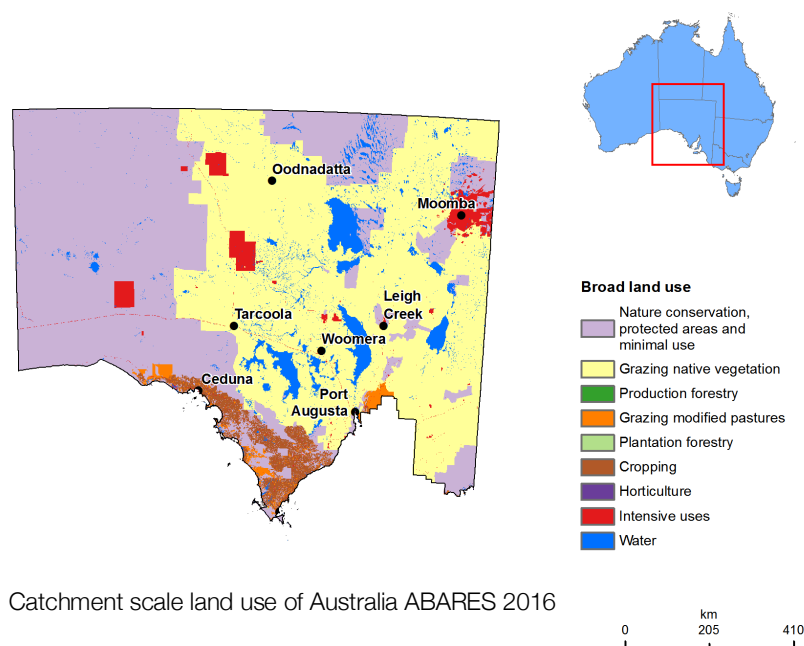 Oodnadatta
Moomba
Leigh
Creek
Tarcoola
Woomera
Ceduna
Port
Augusta
Broad land use
Nature conservation,
protected areas and
minimal use
Grazing native vegetation
Production forestry
Grazing modified pastures
Plantation forestry
Cropping
Horticulture
Intensive uses
Water
Catchment scale land use of Australia ABARES 2016
km
0 205 410